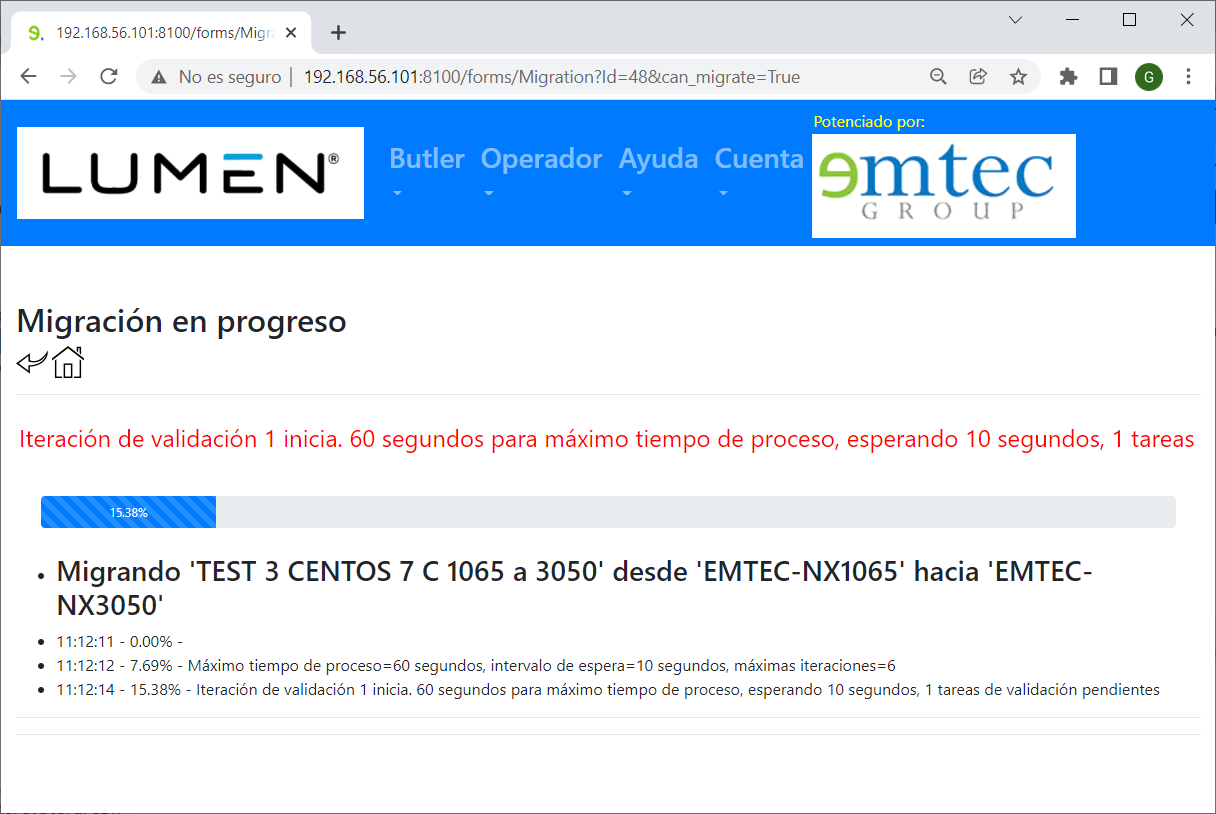 192.168.56.101:8100/forms/Migra
No es seguro | 192.168.56.101:8100/forms/Migration?Id=48&can_migrate=True
G
Potenciado por:
LUMEN®
Butler Operador Ayuda Cuenta
emtec
GROUP
Migración en progreso
Iteración de validación 1 inicia. 60 segundos para máximo tiempo de proceso, esperando 10 segundos, 1 tareas
15.38%
Migrando 'TEST 3 CENTOS 7 C 1065 a 3050' desde 'EMTEC-NX1065' hacia 'EMTEC-
NX3050'
11:12:11 - 0.00% -
11:12:12 - 7.69% - Máximo tiempo de proceso=60 segundos, intervalo de espera=10 segundos, máximas iteraciones=6
11:12:14 - 15.38% - Iteración de validación 1 inicia. 60 segundos para máximo tiempo de proceso, esperando 10 segundos, 1 tareas de validación pendientes